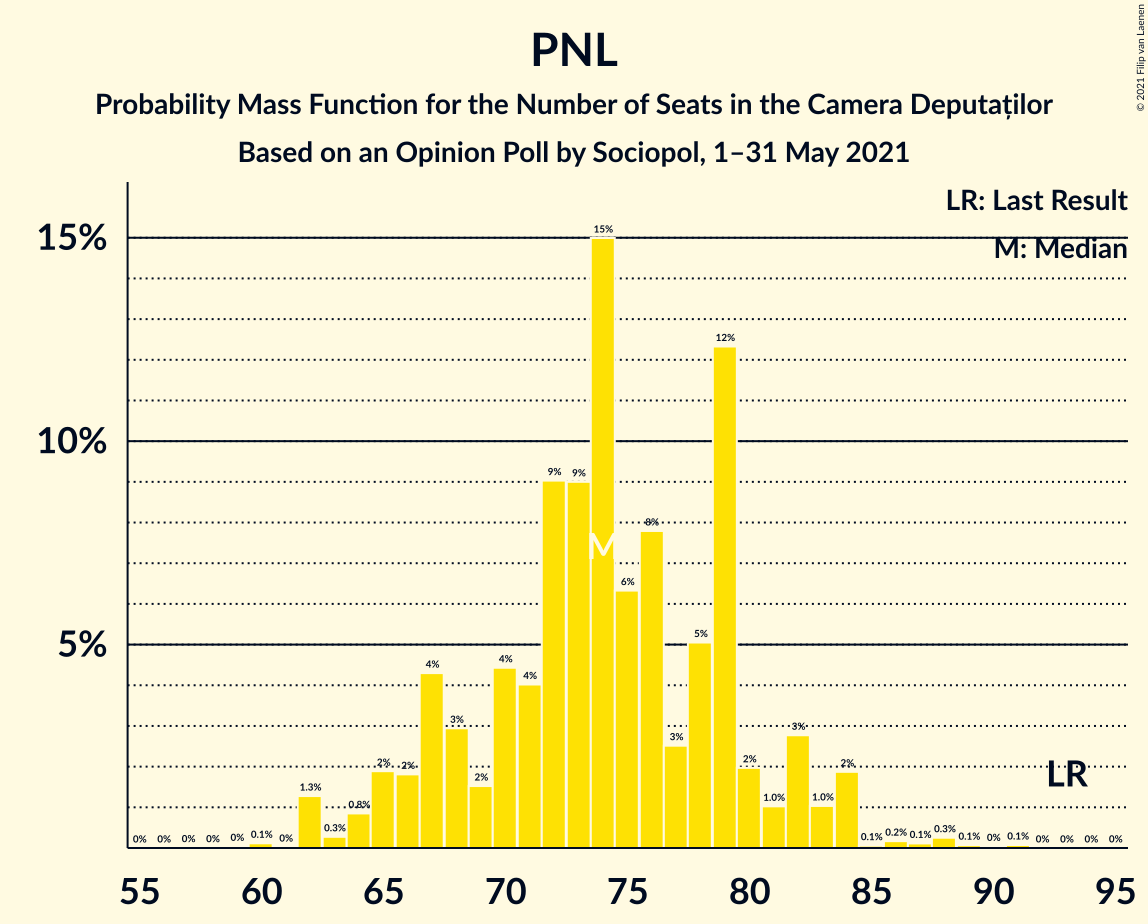 PNL
Probability Mass Function for the Number of Seats in the Camera Deputaților
Based on an Opinion Poll by Sociopol, 1–31 May 2021
© 2021 Filip van Laenen
LR: Last Result
M: Median
15%
10%
5%
0% 0% 0% 0% 0% 0.1% 0% 1.3% 0.3% 0.8% 2% 2% 4% 3% 2% 4% 4% 9% 9% 15% 6% 8% 3% 5% 12% 2% 1.0% 3% 1.0% 2% 0.1% 0.2% 0.1% 0.3% 0.1% 0% 0.1% 0% 0% 0% 0%
M
LR
55 60 65 70 75 80 85 90 95